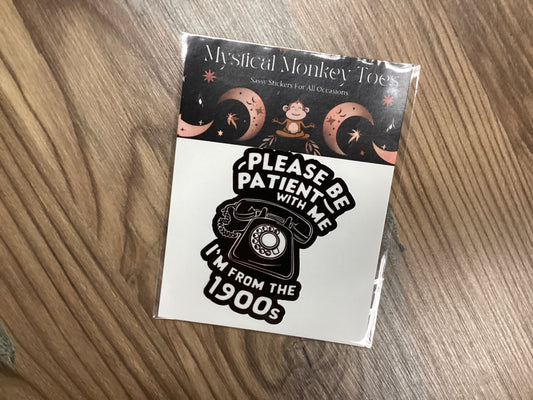 Mystical Monkey Toes
Sassy Stickers For All Occasions
PLEASE BE
PATIENT
WITH ME
I'M FROM THE
1900s